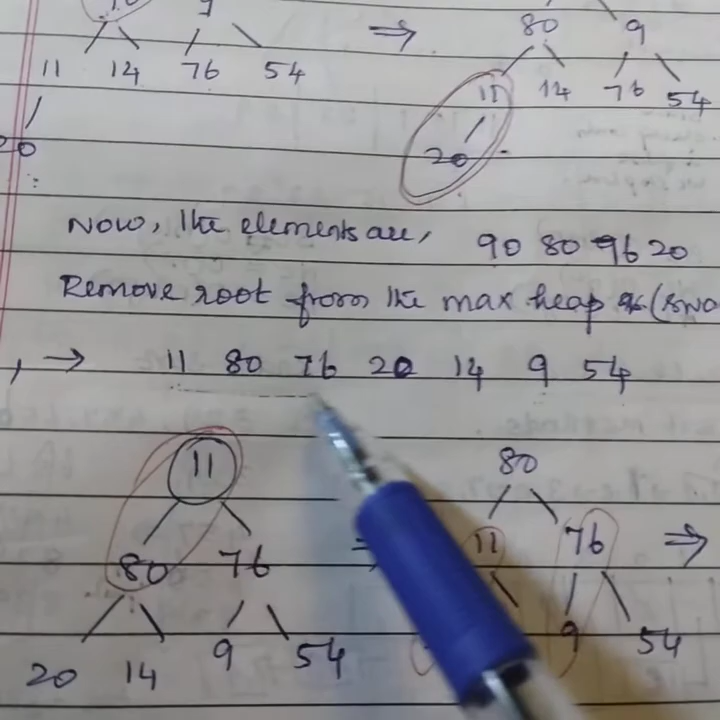 9
80 9
11 14 76 54
11 14 76 54
20
Now, the elements are, 90 80 96 20
Remove root from the max heap
, → 11 80 76 20 14 9 54
11 80
80 76 11 76
20 14 9 54 9 54